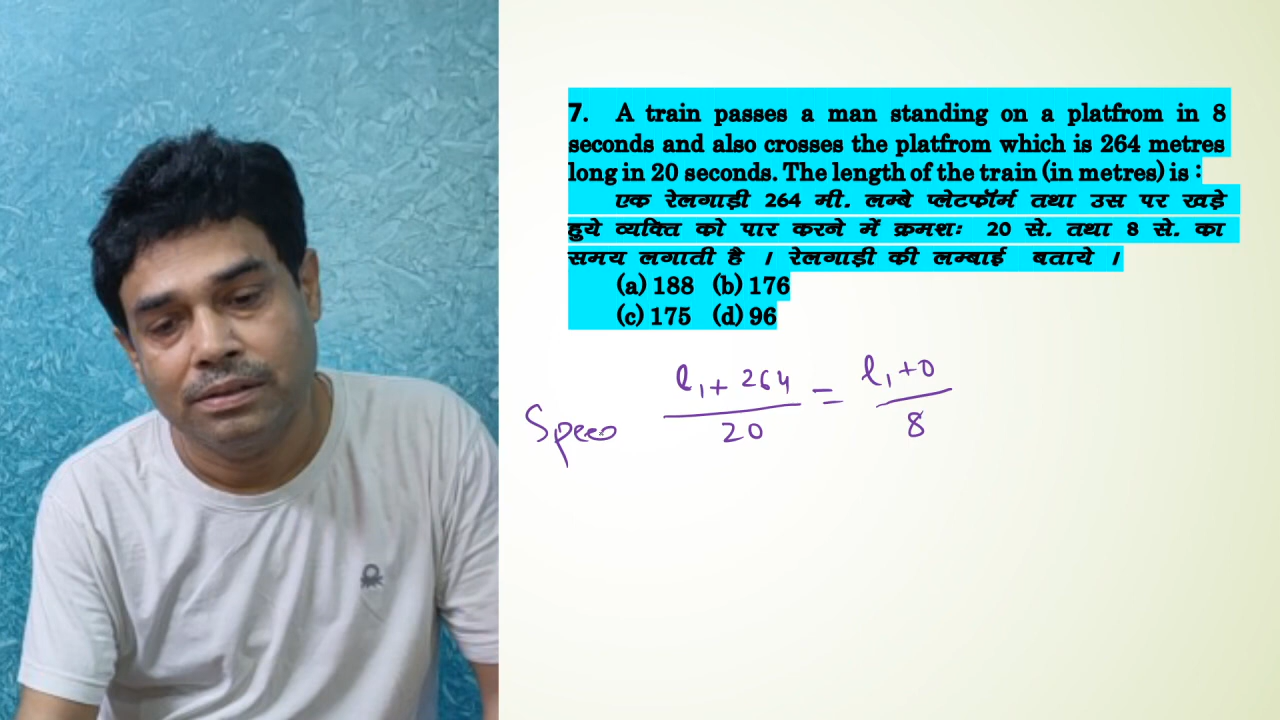 7. A train passes a man standing on a platfrom in 8
seconds and also crosses the platfrom which is 264 metres
long in 20 seconds. The length of the train (in metres) is :
एक रेलगाड़ी 264 मी. लम्बे प्लेटफॉर्म तथा उस पर खड़े
हुये व्यक्ति को पार करने में क्रमशः 20 से. तथा 8 से. का
समय लगाती है । रेलगाड़ी की लम्बाई बताये ।
(a) 188 (b) 176
(c) 175 (d) 96
l₁ + 264 = l₁ + 0
Speed
20 8